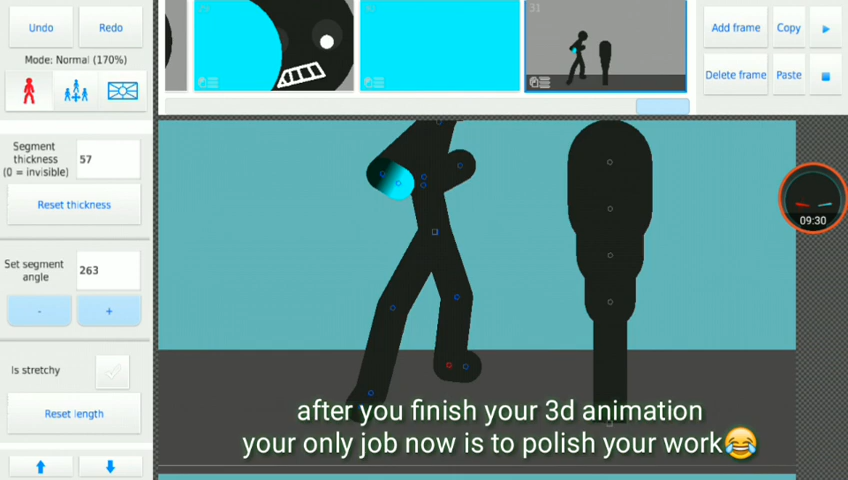 Undo
Redo
Mode: Normal (170%)
Segment
thickness
(0 = invisible)
57
Reset thickness
Set segment
angle
263
-
+
Is stretchy
Reset length
31
Add frame
Copy
Delete frame
Paste
09:30
after you finish your 3d animation
your only job now is to polish your work😂